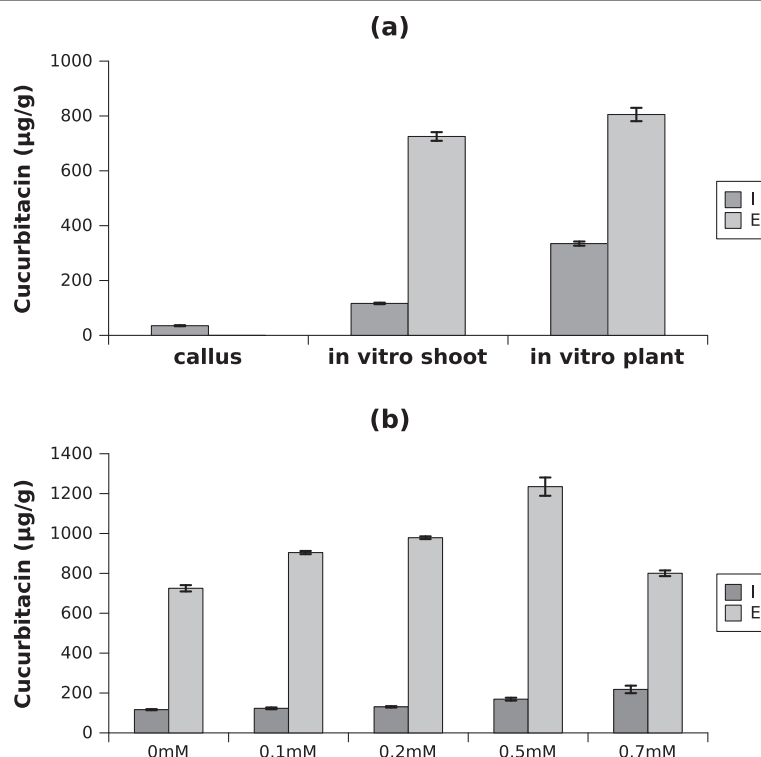 (a)
Cucurbitacin (µg/g)
1000
800
600
400
200
0
callus in vitro shoot in vitro plant
I
E
(b)
Cucurbitacin (µg/g)
1400
1200
1000
800
600
400
200
0
0mM 0.1mM 0.2mM 0.5mM 0.7mM
I
E